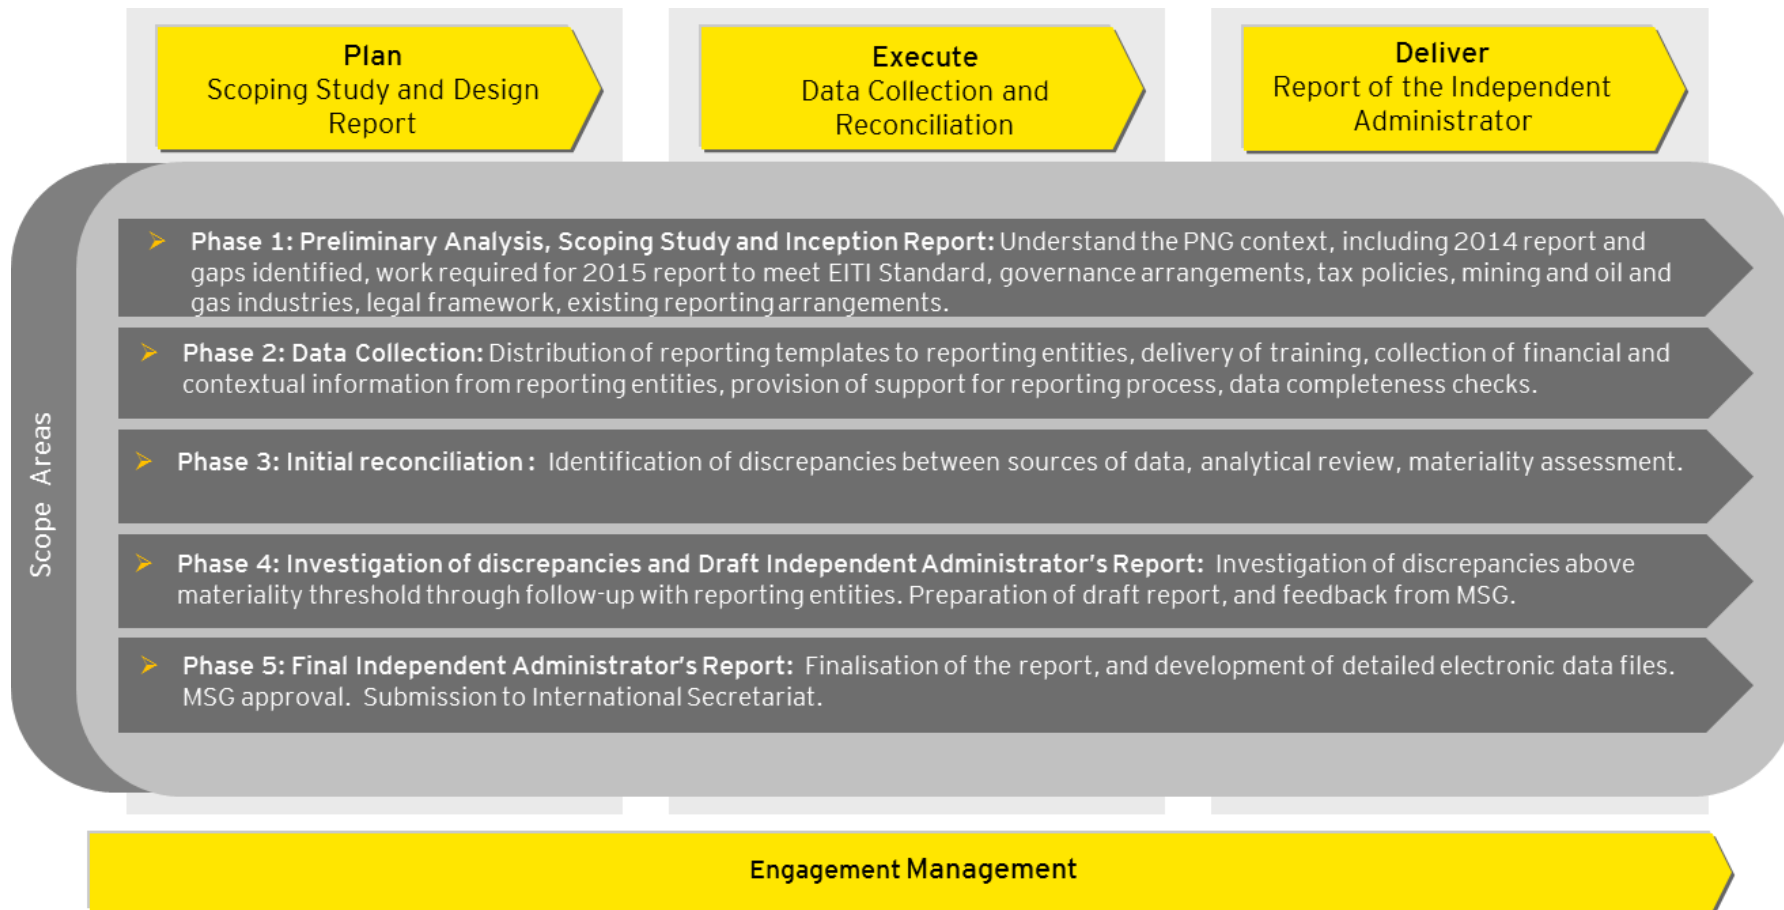 Plan
Scoping Study and Design
Report
Execute
Data Collection and
Reconciliation
Deliver
Report of the Independent
Administrator
Scope Areas
Phase 1: Preliminary Analysis, Scoping Study and Inception Report: Understand the PNG context, including 2014 report and
gaps identified, work required for 2015 report to meet EITI Standard, governance arrangements, tax policies, mining and oil and
gas industries, legal framework, existing reporting arrangements.
Phase 2: Data Collection: Distribution of reporting templates to reporting entities, delivery of training, collection of financial and
contextual information from reporting entities, provision of support for reporting process, data completeness checks.
Phase 3: Initial reconciliation : Identification of discrepancies between sources of data, analytical review, materiality assessment.
Phase 4: Investigation of discrepancies and Draft Independent Administrator's Report: Investigation of discrepancies above
materiality threshold through follow-up with reporting entities. Preparation of draft report, and feedback from MSG.
Phase 5: Final Independent Administrator's Report: Finalisation of the report, and development of detailed electronic data files.
MSG approval. Submission to International Secretariat.
Engagement Management